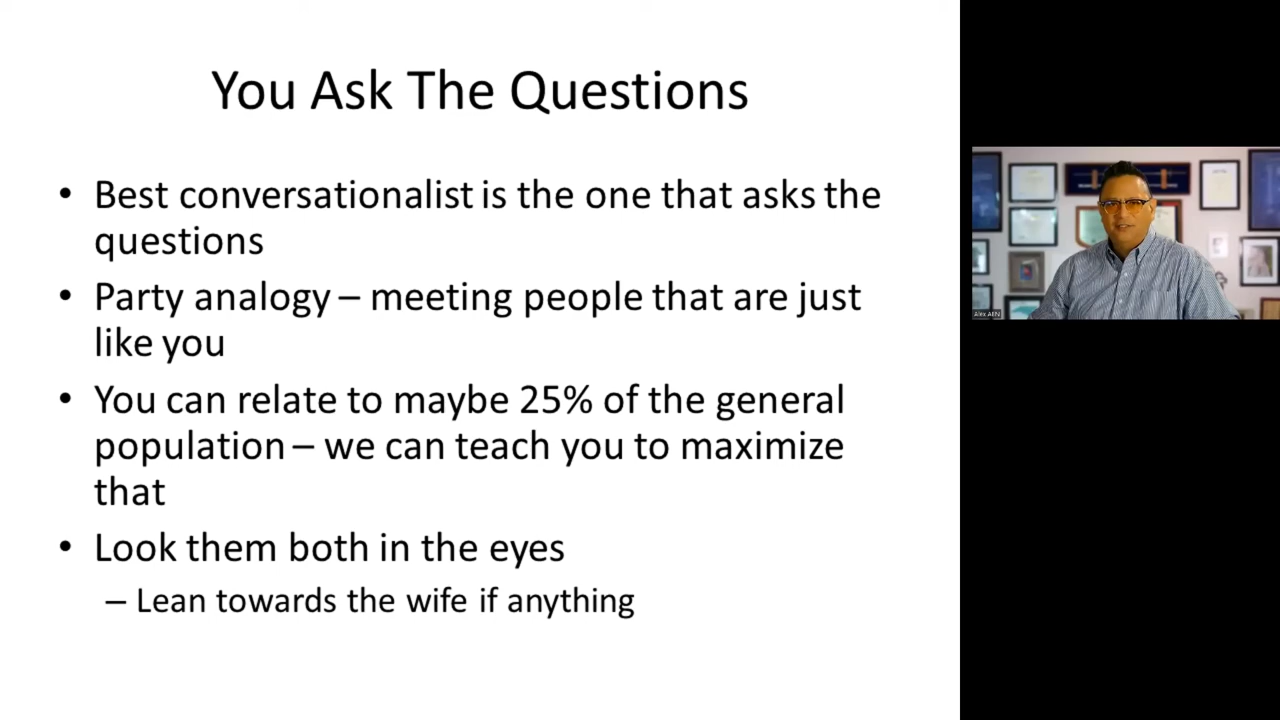 You Ask The Questions
• Best conversationalist is the one that asks the
questions
• Party analogy – meeting people that are just
like you
• You can relate to maybe 25% of the general
population – we can teach you to maximize
that
• Look them both in the eyes
– Lean towards the wife if anything
Alex AEN